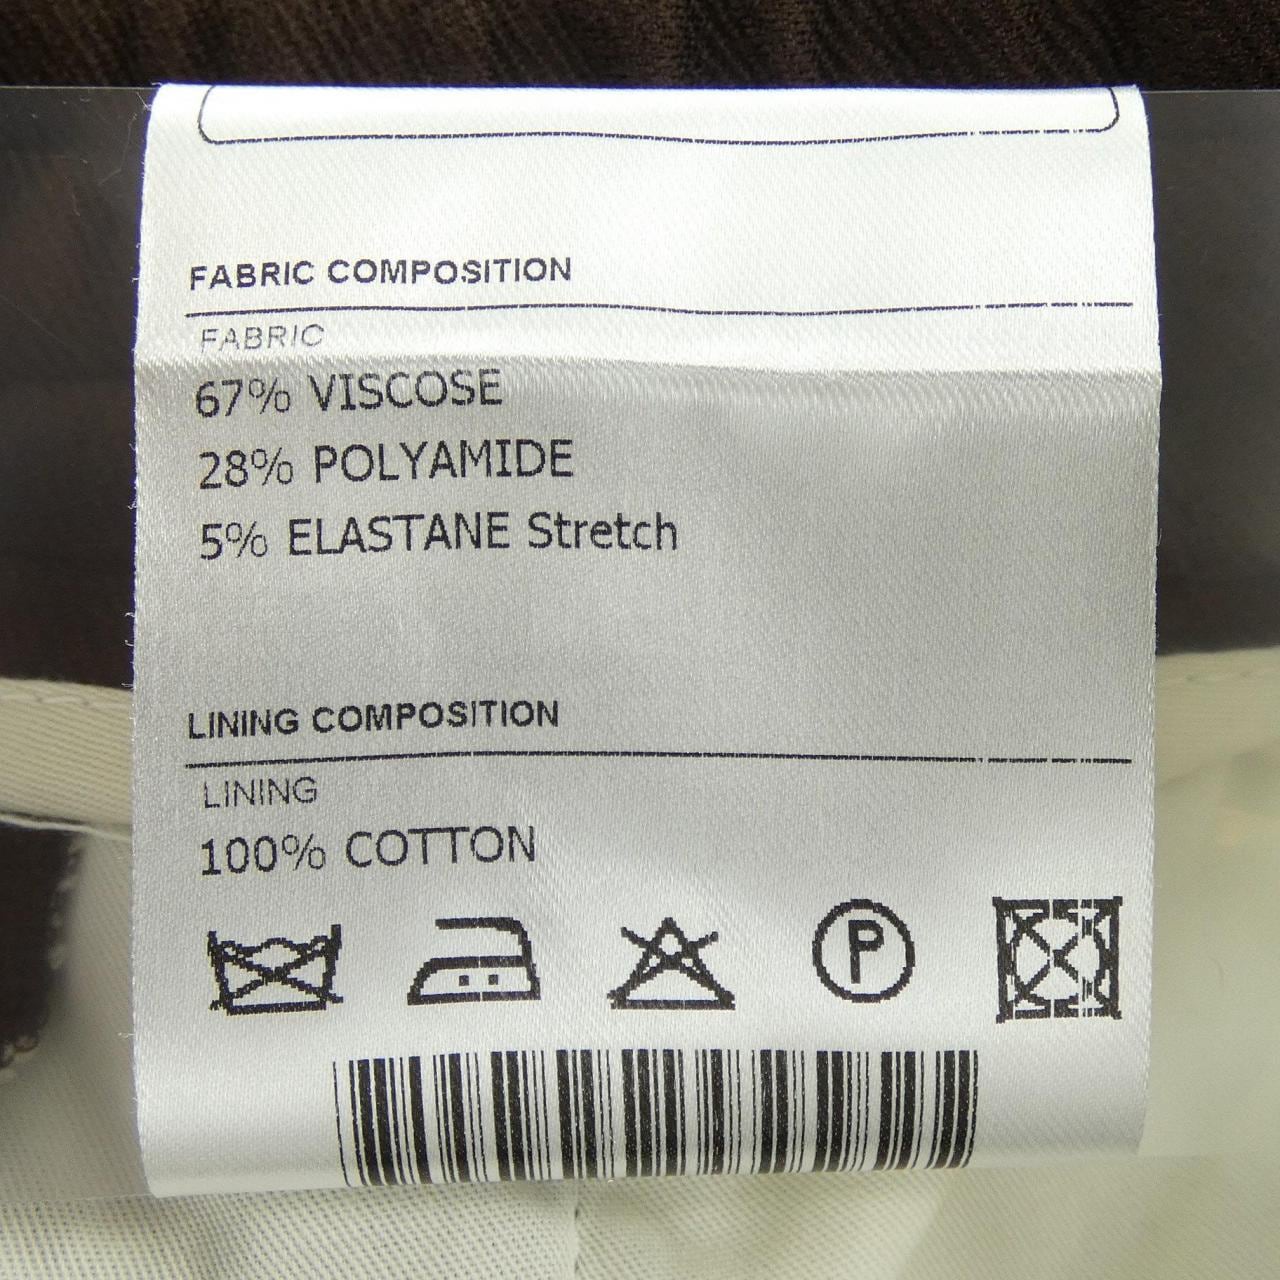 FABRIC COMPOSITION
FABRIC
67% VISCOSE
28% POLYAMIDE
5% ELASTANE Stretch
LINING COMPOSITION
LINING
100% COTTON
P